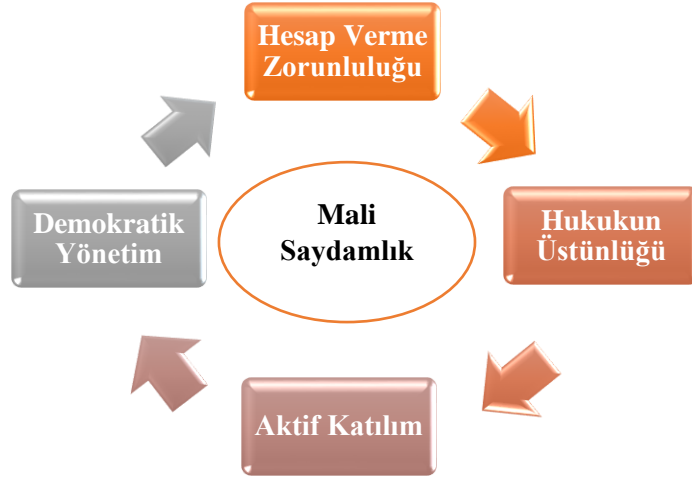 Hesap Verme
Zorunluluğu
Demokratik
Yönetim
Mali
Saydamlık
Hukukun
Üstünlüğü
Aktif Katılım